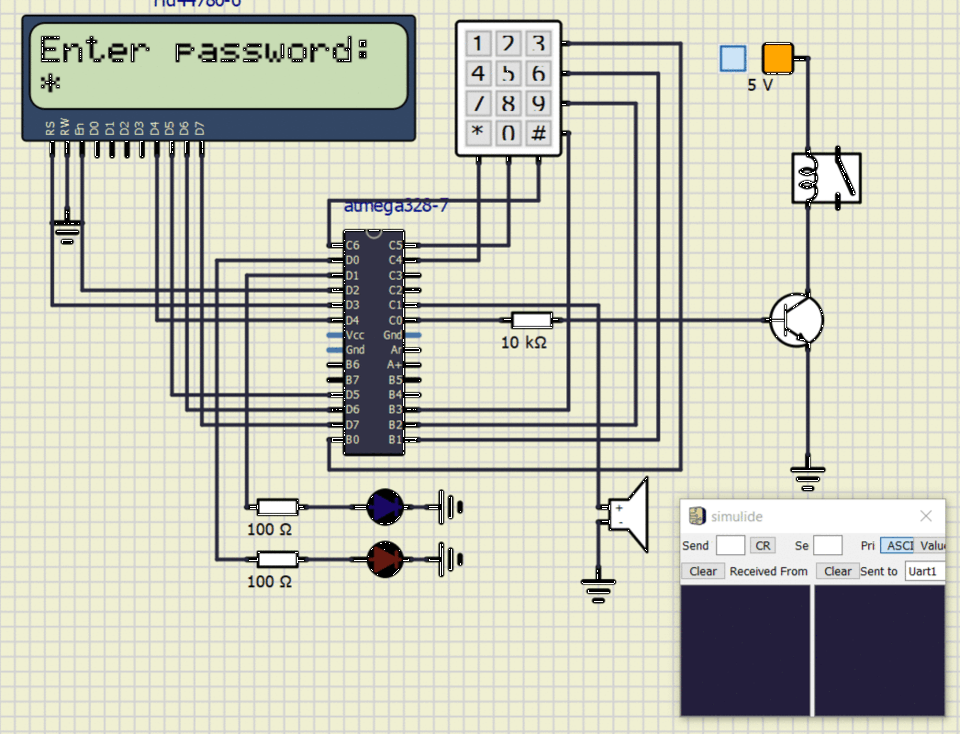 Hd44780-6
Enter password:
*
RS RW En D0 D1 D2 D3 D4 D5 D6 D7
1 2 3
4 5 6
7 8 9
* 0 #
5 V
atmega328-7
C6 C5
D0 C4
D1 C3
D2 C2
D3 C1
D4 C0
Vcc Gnd
Gnd Ar
B6 A+
B7 B5
D5 B4
D6 B3
D7 B2
B0 B1
10 kΩ
100 Ω
100 Ω
+
-
simulide
Send CR Se Pri ASCI Value
Clear Received From Clear Sent to Uart1